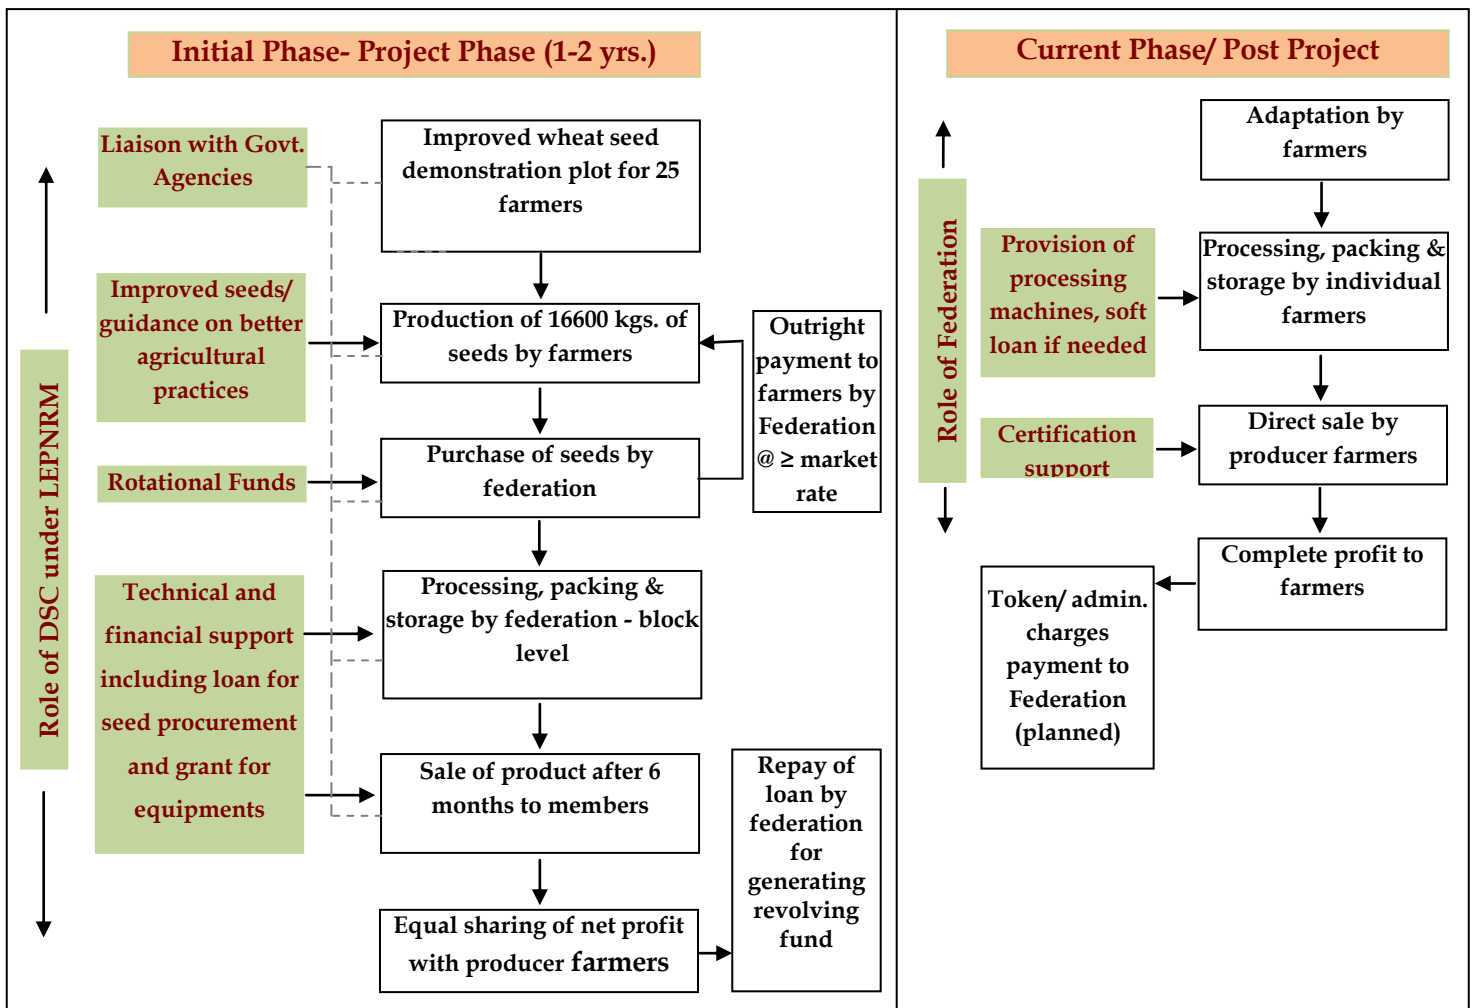 Initial Phase- Project Phase (1-2 yrs.)
Role of DSC under LEPNRM
Liaison with Govt.
Agencies
Improved wheat seed
demonstration plot for 25
farmers
Improved seeds/
guidance on better
agricultural
practices
Production of 16600 kgs. of
seeds by farmers
Outright
payment to
farmers by
Federation
@ ≥ market
rate
Rotational Funds
Purchase of seeds by
federation
Technical and
financial support
including loan for
seed procurement
and grant for
equipments
Processing, packing &
storage by federation - block
level
Sale of product after 6
months to members
Equal sharing of net profit
with producer farmers
Repay of
loan by
federation
for
generating
revolving
fund
Current Phase/ Post Project
Role of Federation
Adaptation by
farmers
Provision of
processing
machines, soft
loan if needed
Processing, packing &
storage by individual
farmers
Certification
support
Direct sale by
producer farmers
Complete profit to
farmers
Token/ admin.
charges
payment to
Federation
(planned)